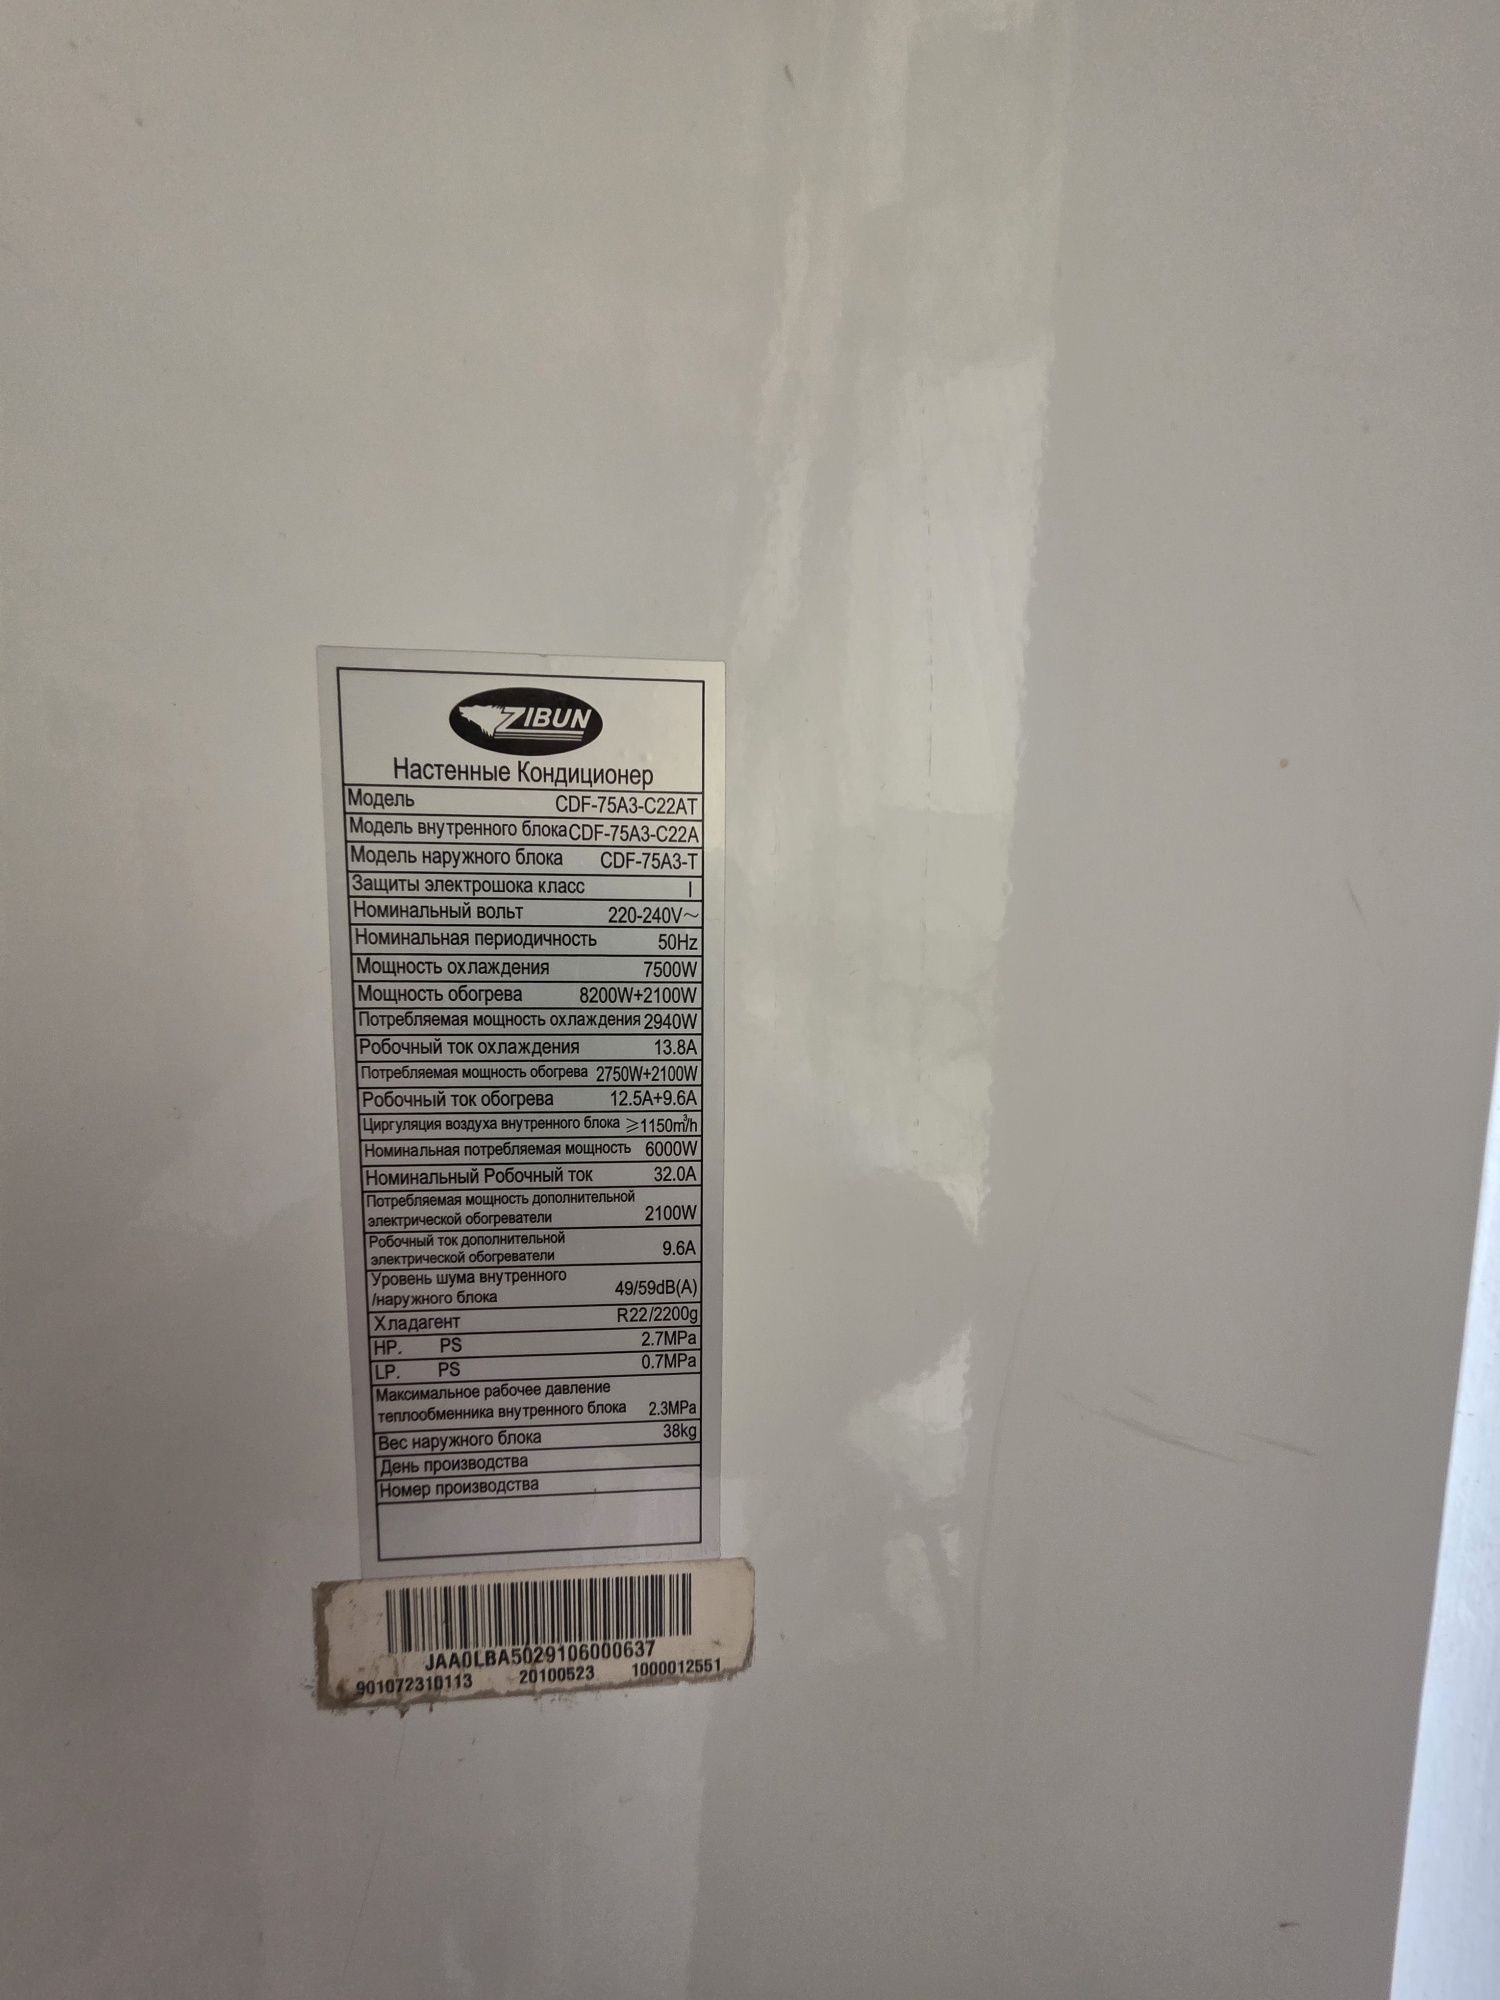 ZIBUN
Настенные Кондиционер
Модель CDF-75A3-C22AT
Модель внутренного блока CDF-75A3-C22A
Модель наружного блока CDF-75A3-T
Защиты электрошока класс I
Номинальный вольт 220-240V~
Номинальная периодичность 50Hz
Мощность охлаждения 7500W
Мощность обогрева 8200W+2100W
Потребляемая мощность охлаждения 2940W
Робочный ток охлаждения 13.8A
Потребляемая мощность обогрева 2750W+2100W
Робочный ток обогрева 12.5A+9.6A
Циргуляция воздуха внутренного блока ≥1150m³/h
Номинальная потребляемая мощность 6000W
Номинальный Робочный ток 32.0A
Потребляемая мощность дополнительной
электрической обогреватели 2100W
Робочный ток дополнительной
электрической обогреватели 9.6A
Уровень шума внутренного
/наружного блока 49/59dB(A)
Хладагент R22/2200g
HP. PS 2.7MPa
LP. PS 0.7MPa
Максимальное рабочее давление
теплообменника внутренного блока 2.3MPa
Вес наружного блока 38kg
День производства
Номер производства
JAA0LBA5029106000637
901072310113 20100523 1000012551